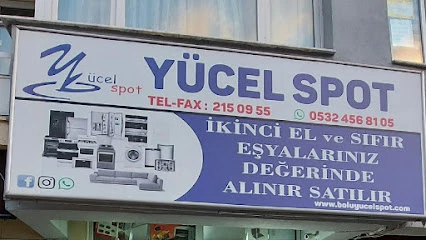 Yücel
spot
YÜCEL SPOT
TEL-FAX : 215 09 55 0532 456 81 05
İKİNCİ EL ve SIFIR
EŞYALARINIZ
DEĞERİNDE
ALINIR SATILIR
www.boluyucelspot.com